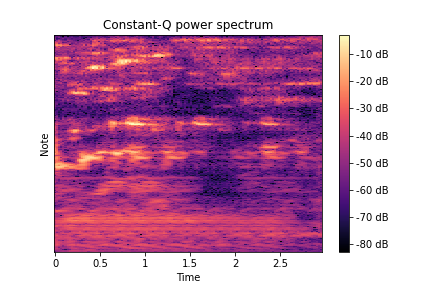 Constant-Q power spectrum
Note
0
0.5
1
1.5
2
2.5
Time
-10 dB
-20 dB
-30 dB
-40 dB
-50 dB
-60 dB
-70 dB
-80 dB